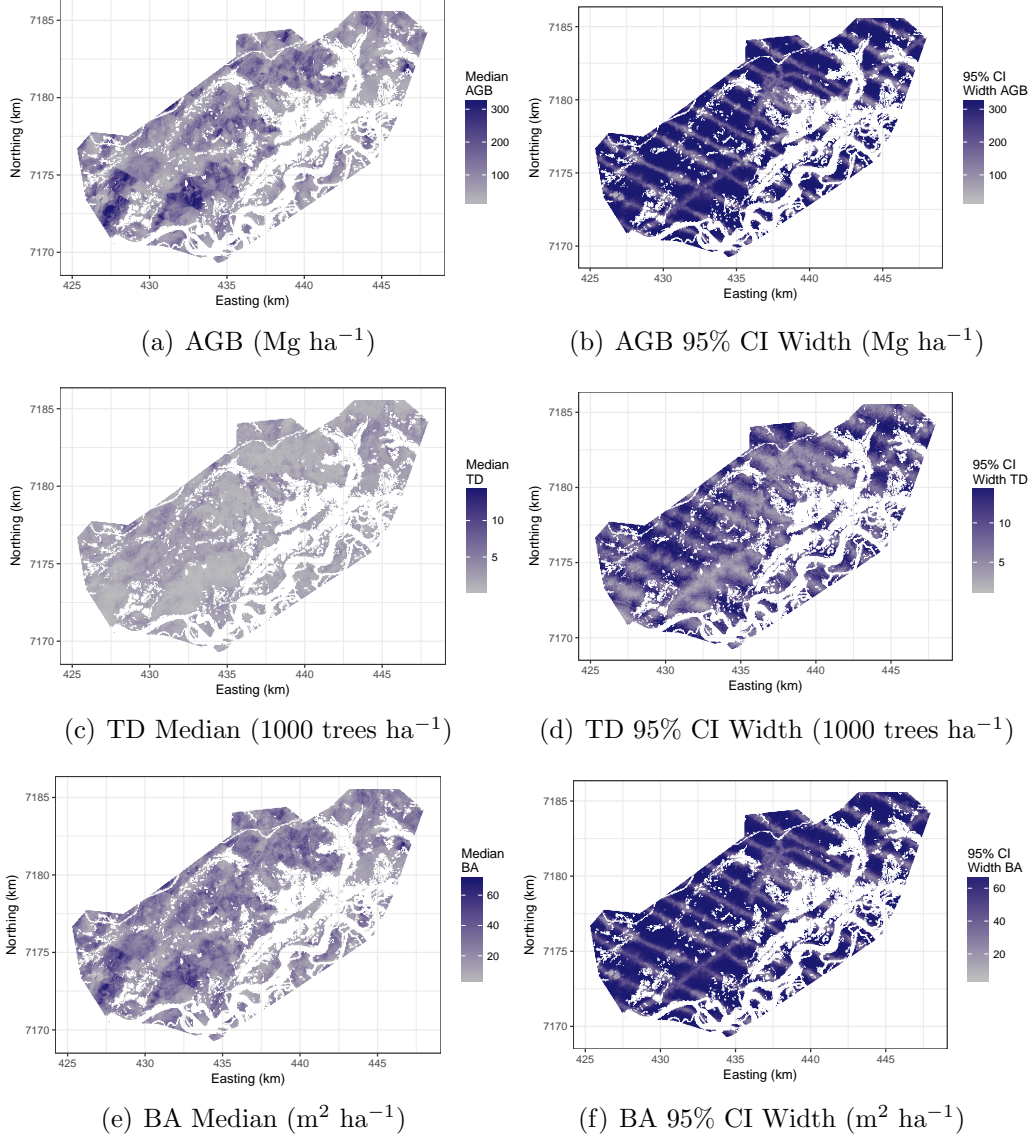 7185
7180
7175
7170
425 430 435 440 445
Easting (km)
Northing (km)
Median
AGB
300
200
100
(a) AGB (Mg ha−1)
7185
7180
7175
7170
425 430 435 440 445
Easting (km)
Northing (km)
95% CI
Width AGB
300
200
100
(b) AGB 95% CI Width (Mg ha−1)
7185
7180
7175
7170
425 430 435 440 445
Easting (km)
Northing (km)
Median
TD
10
5
(c) TD Median (1000 trees ha−1)
7185
7180
7175
7170
425 430 435 440 445
Easting (km)
Northing (km)
95% CI
Width TD
10
5
(d) TD 95% CI Width (1000 trees ha−1)
7185
7180
7175
7170
425 430 435 440 445
Easting (km)
Northing (km)
Median
BA
60
40
20
(e) BA Median (m2 ha−1)
7185
7180
7175
7170
425 430 435 440 445
Easting (km)
Northing (km)
95% CI
Width BA
60
40
20
(f) BA 95% CI Width (m2 ha−1)